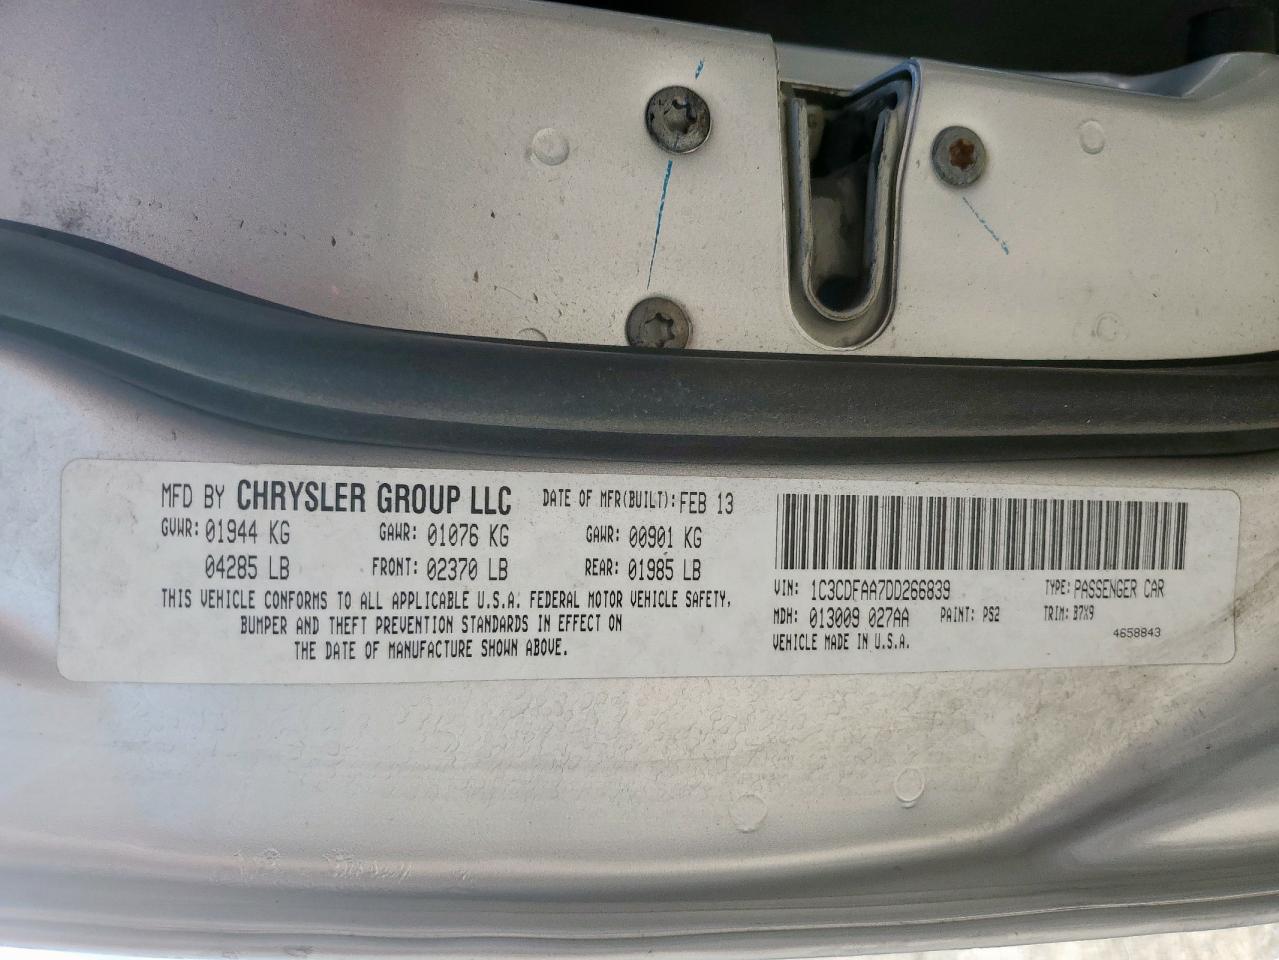 MFD BY CHRYSLER GROUP LLC DATE OF MFR(BUILT): FEB 13
GVWR: 01944 KG GAWR: 01076 KG GAWR: 00901 KG
04285 LB FRONT: 02370 LB REAR: 01985 LB
THIS VEHICLE CONFORMS TO ALL APPLICABLE U.S.A. FEDERAL MOTOR VEHICLE SAFETY,
BUMPER AND THEFT PREVENTION STANDARDS IN EFFECT ON
THE DATE OF MANUFACTURE SHOWN ABOVE.
VIN: 1C3CDFAA7DD266839 TYPE: PASSENGER CAR
MDH: 013009 027AA PAINT: PS2 TRIM: B7X9
VEHICLE MADE IN U.S.A. 4658843